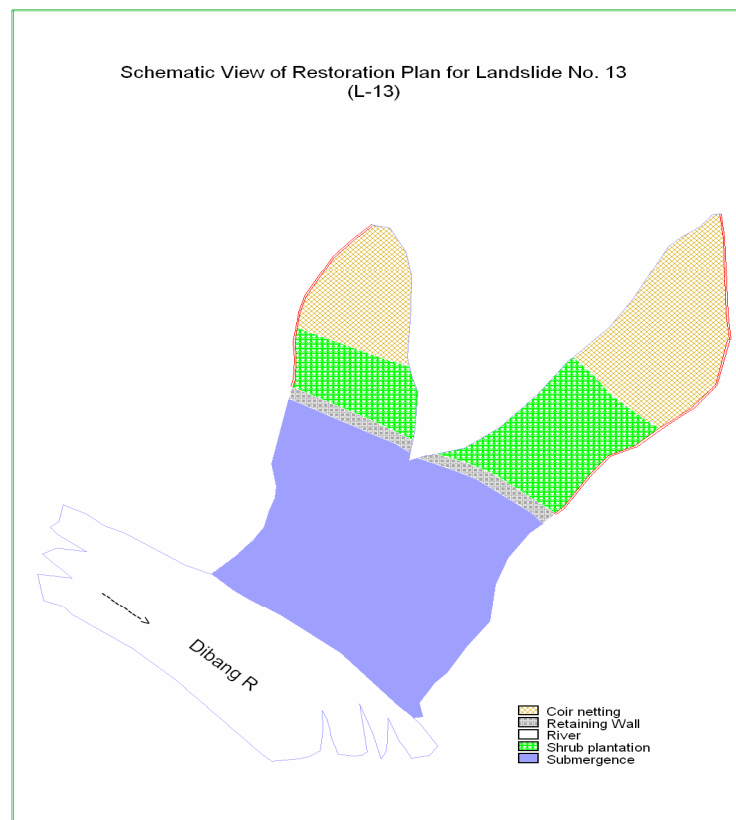 Schematic View of Restoration Plan for Landslide No. 13
(L-13)
Dibang R
Coir netting
Retaining Wall
River
Shrub plantation
Submergence